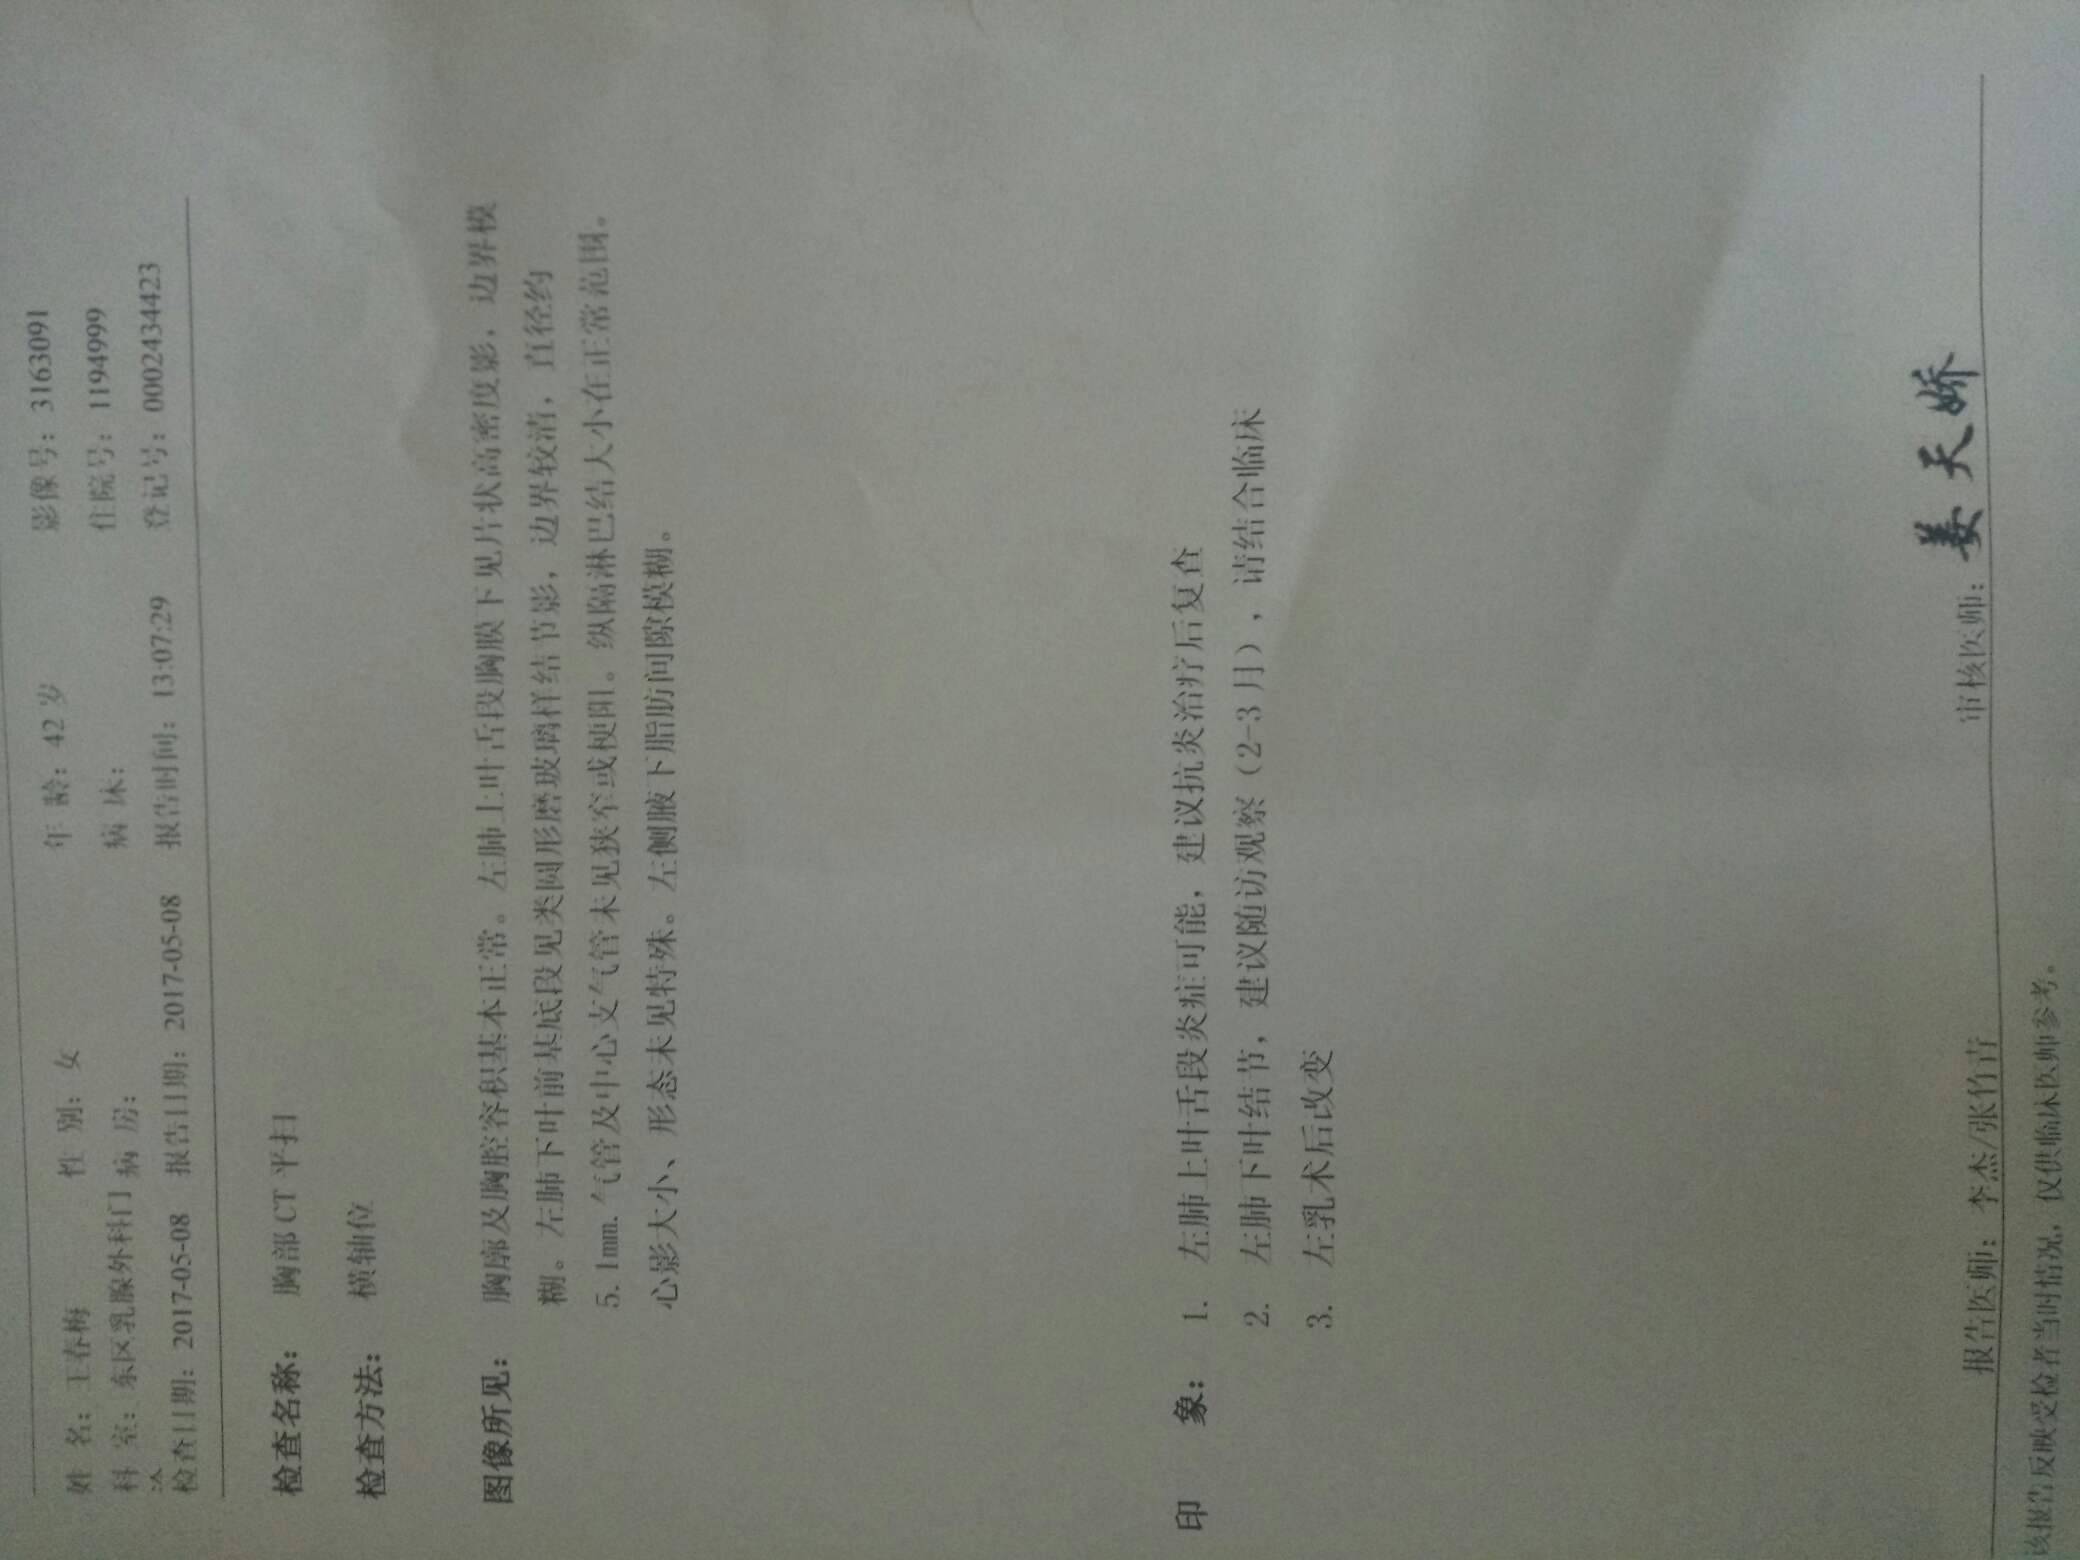 姓 名：王春梅 性 别：女 年 龄：42岁 影像号：3163091
科 室：东区乳腺外科门 病 房： 病 床： 住院号：1194999
诊
检查日期：2017-05-08 报告日期：2017-05-08 报告时间：13:07:29 登记号：0002434423
检查名称： 胸部CT平扫
检查方法： 横轴位
图像所见： 胸廓及胸腔容积基本正常。左肺上叶舌段胸膜下见片状高密度影，边界模
糊。左肺下叶前基底段见类圆形磨玻璃样结节影，边界较清，直径约
5.1mm.气管及中心支气管未见狭窄或梗阻。纵隔淋巴结大小在正常范围。
心影大小、形态未见特殊。左侧腋下脂肪间隙模糊。
印 象： 1. 左肺上叶舌段炎症可能，建议抗炎治疗后复查
2. 左肺下叶结节，建议随访观察（2-3月），请结合临床
3. 左乳术后改变
报告医师：李杰/张竹青 审核医师：姜天娇
该报告反映受检者当时情况，仅供临床医师参考。